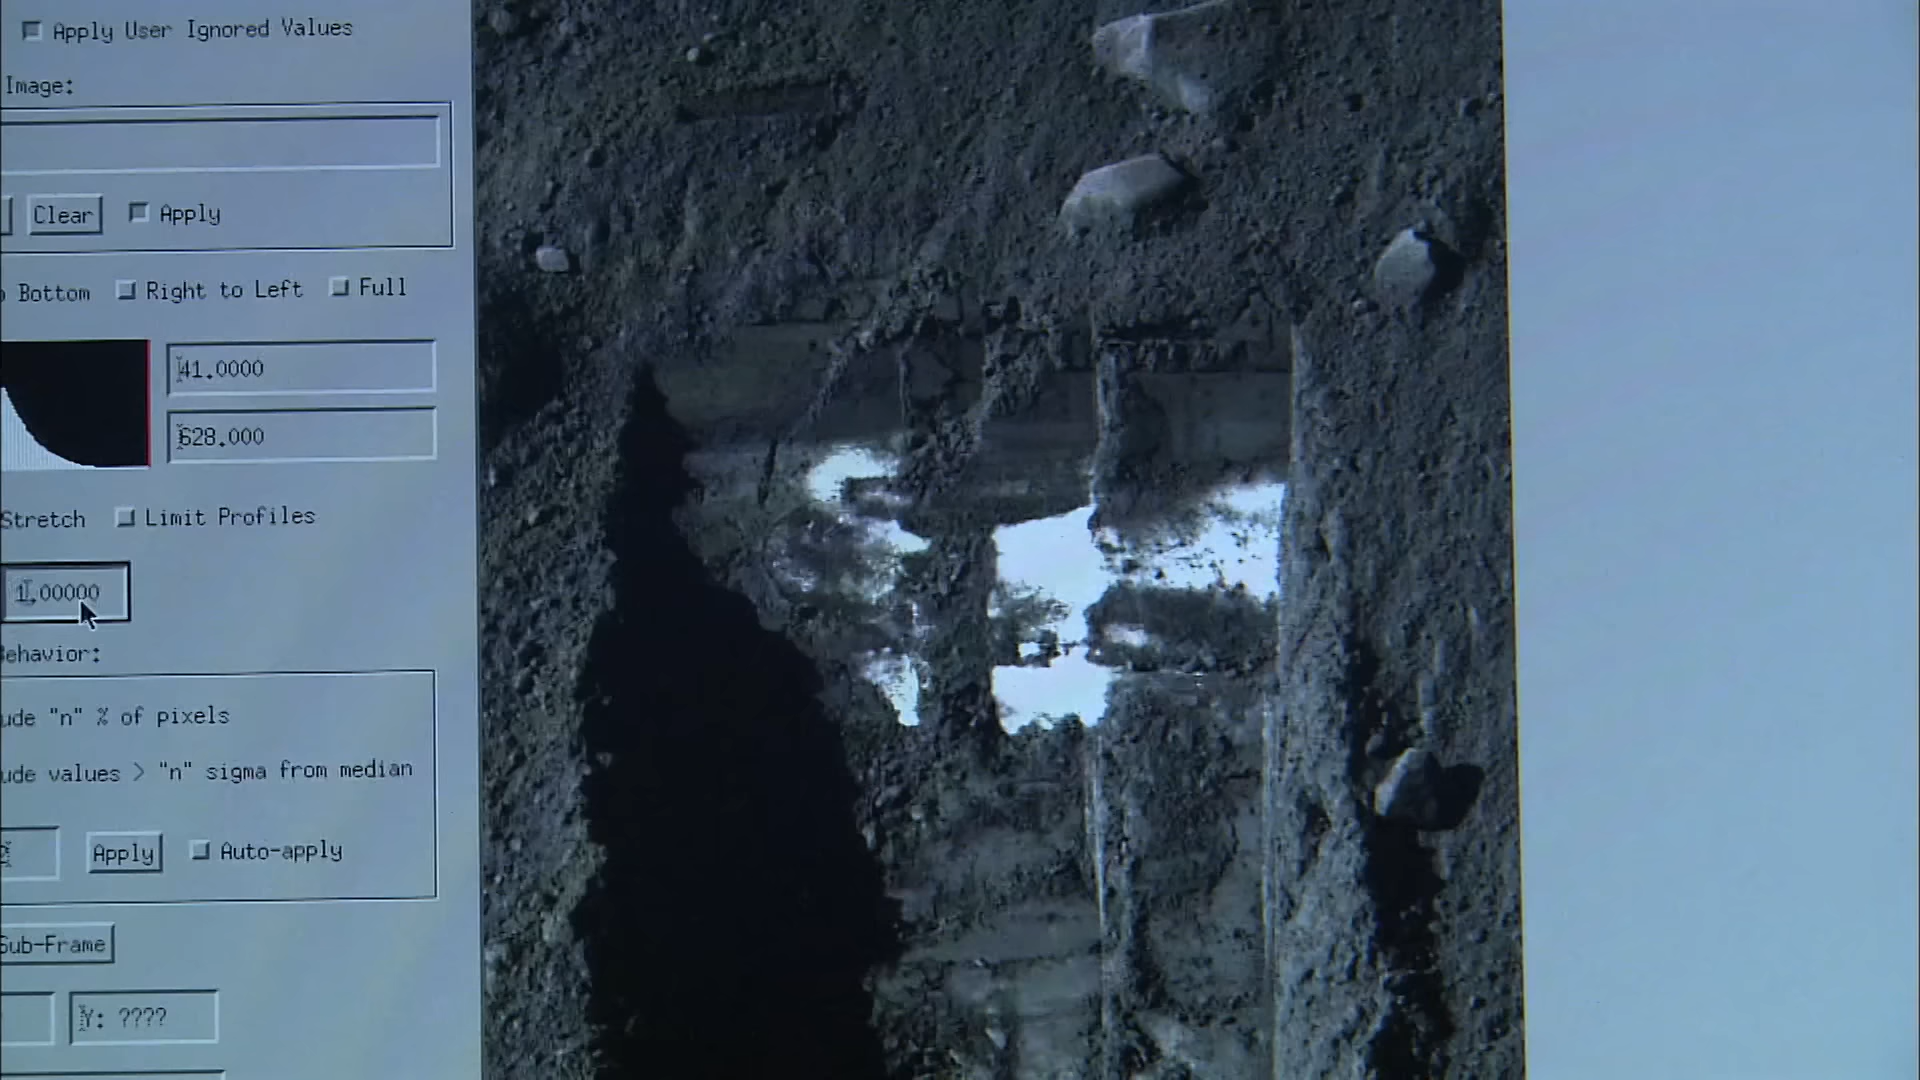 Apply User Ignored Values
Image:
Clear Apply
Bottom Right to Left Full
41.0000
628.000
Stretch Limit Profiles
1.00000
ehavior:
ude "n" % of pixels
ude values > "n" sigma from median
Apply Auto-apply
Sub-Frame
Y: ????